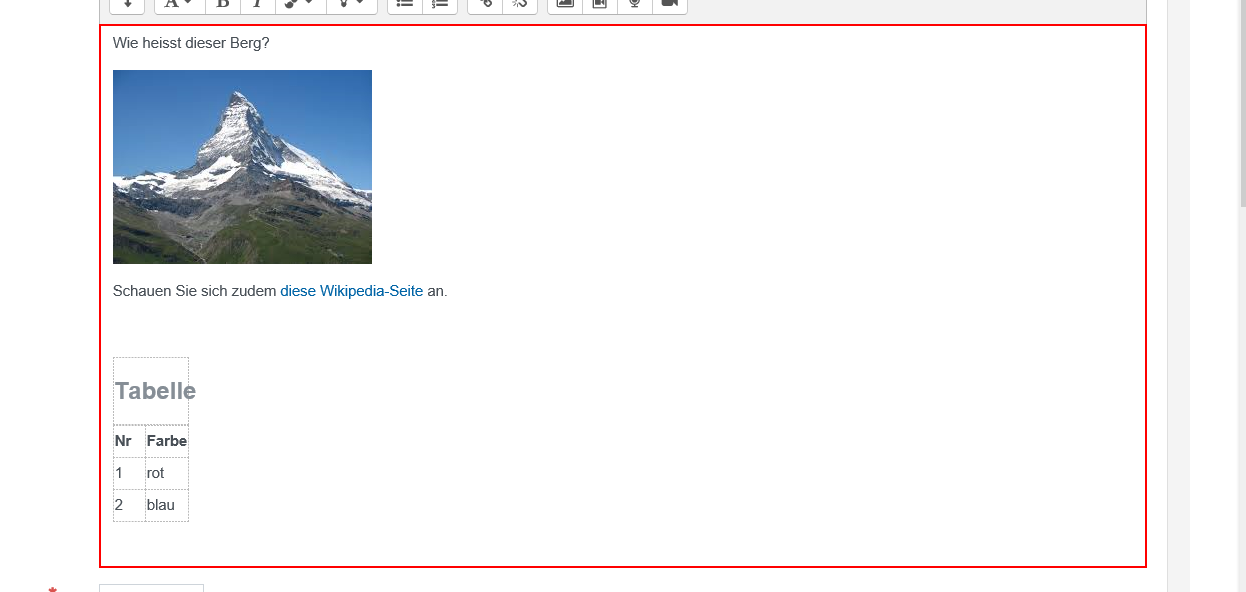 Wie heisst dieser Berg?
Schauen Sie sich zudem diese Wikipedia-Seite an.
Tabelle
Nr Farbe
1 rot
2 blau